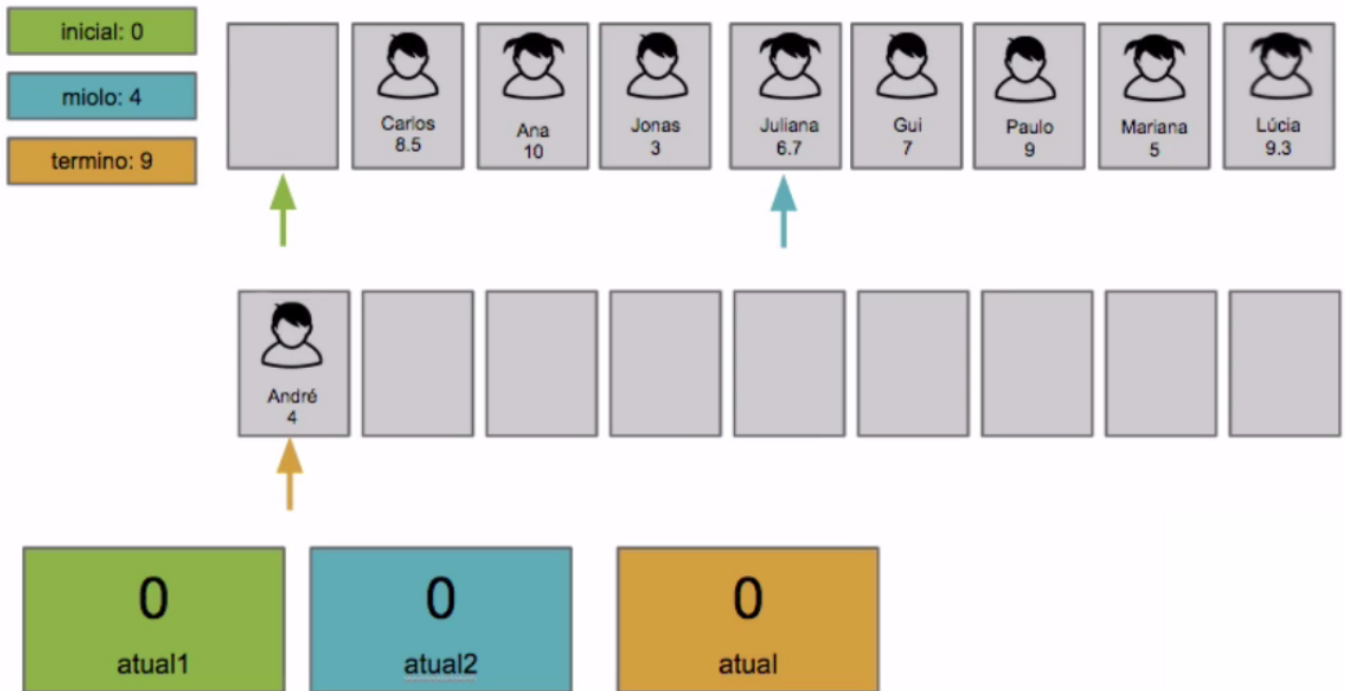 inicial: 0
miolo: 4
termino: 9
Carlos
8.5
Ana
10
Jonas
3
Juliana
6.7
Gui
7
Paulo
9
Mariana
5
Lúcia
9.3
André
4
0
atual1
0
atual2
0
atual